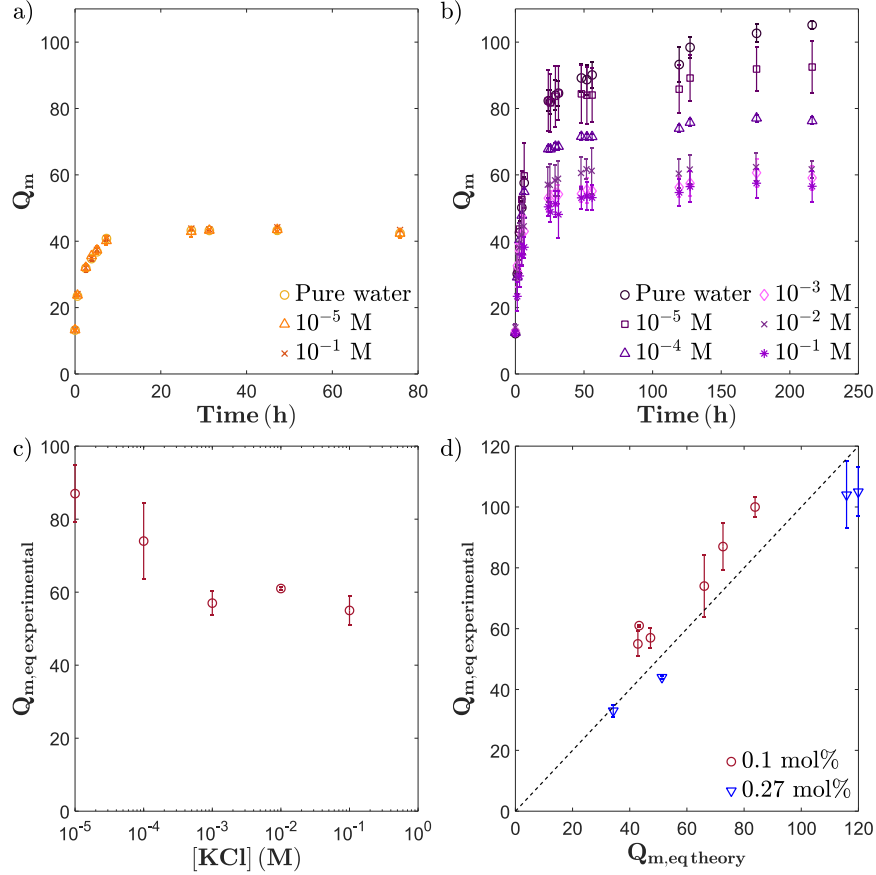 a)
Q_m
100
80
60
40
20
0
0 20 40 60 80
Time (h)
Pure water
10^−5 M
10^−1 M
b)
100
80
60
40
20
0
0 50 100 150 200 250
Time (h)
Pure water
10^−5 M
10^−4 M
10^−3 M
10^−2 M
10^−1 M
c)
Q_m,eq experimental
100
80
60
40
20
0
10^-5 10^-4 10^-3 10^-2 10^-1 10^0
[KCl] (M)
d)
Q_m,eq experimental
120
100
80
60
40
20
0
0 20 40 60 80 100 120
Q_m,eq theory
0.1 mol%
0.27 mol%